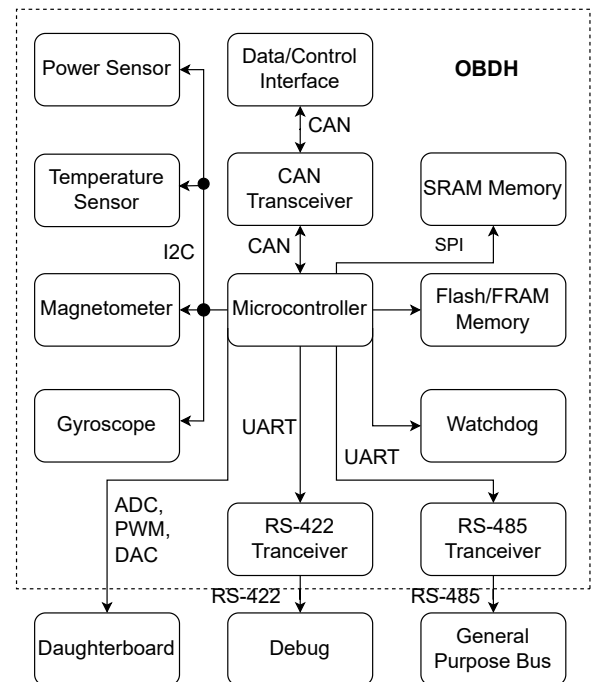 Power Sensor
Data/Control
Interface
OBDH
CAN
Temperature
Sensor
CAN
Transceiver
SRAM Memory
I2C
CAN
SPI
Magnetometer
Microcontroller
Flash/FRAM
Memory
Gyroscope
UART
Watchdog
UART
ADC,
PWM,
DAC
RS-422
Tranceiver
RS-485
Tranceiver
RS-422
RS-485
Daughterboard
Debug
General
Purpose Bus